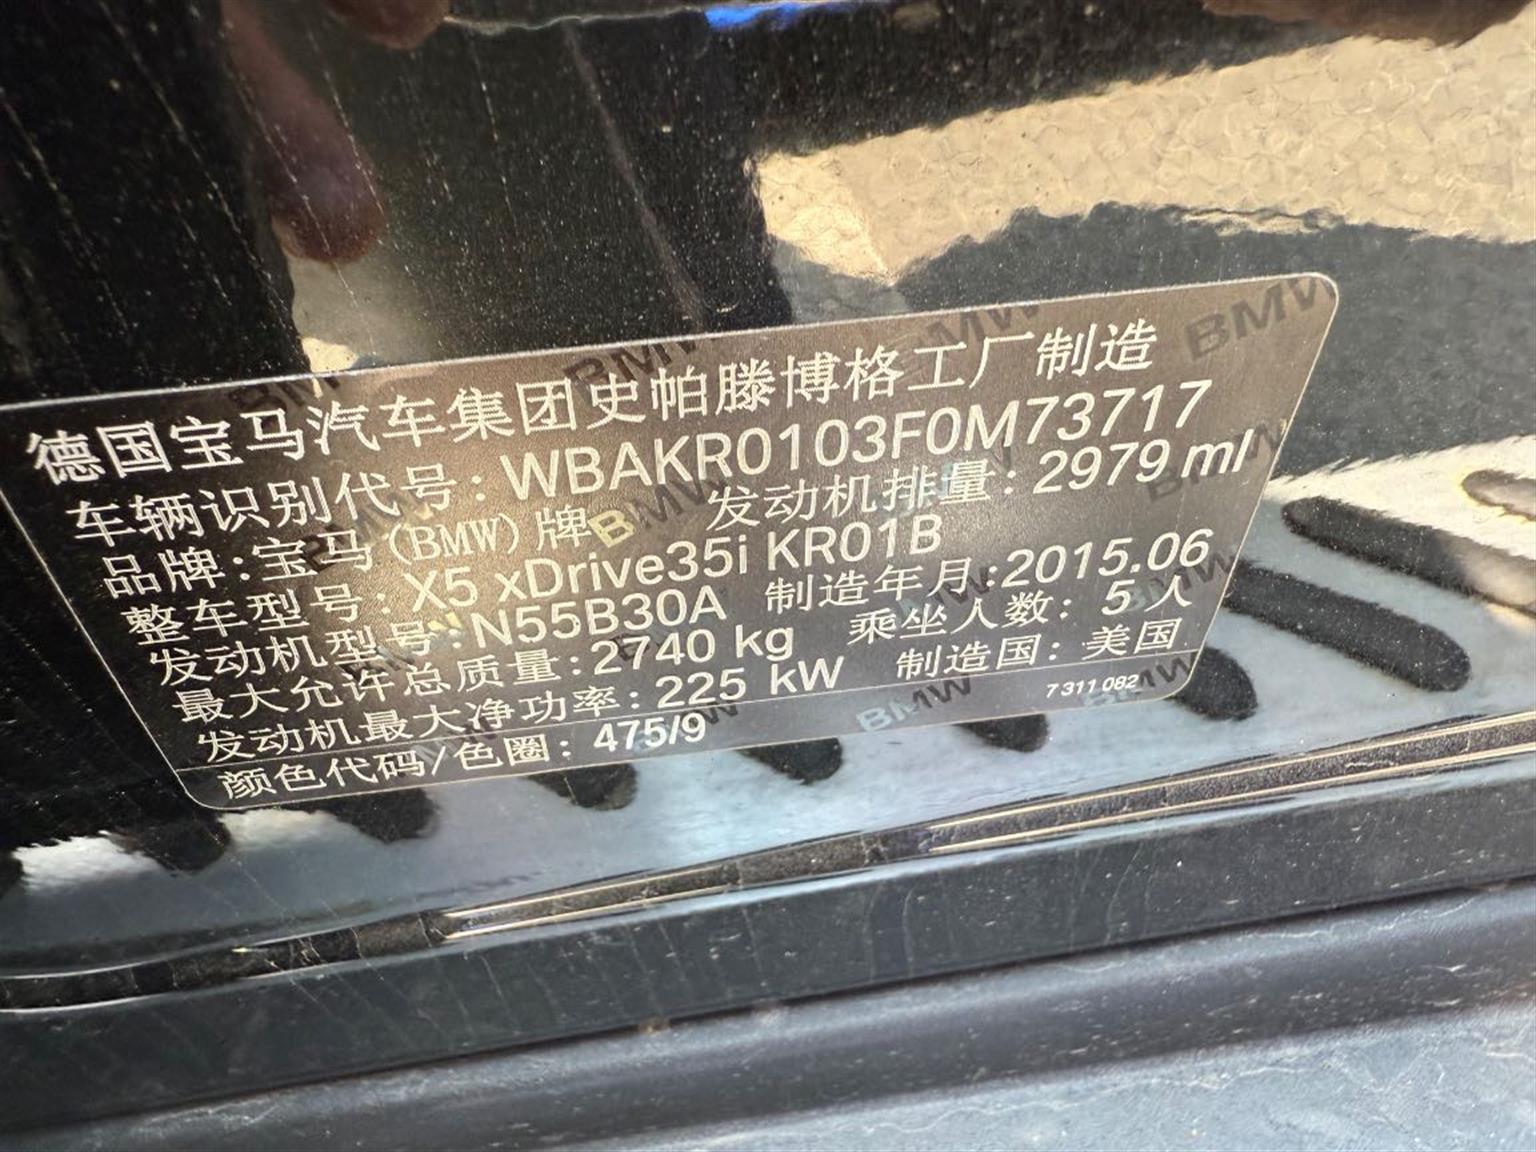 德国宝马汽车集团史帕滕博格工厂制造
车辆识别代号: WBAKR0103F0M73717
品牌: 宝马(BMW)牌 发动机排量: 2979 ml
整车型号: X5 xDrive35i KR01B
发动机型号: N55B30A 制造年月: 2015.06
最大允许总质量: 2740 kg 乘坐人数: 5 人
发动机最大净功率: 225 kW 制造国: 美国
颜色代码/色圈: 475/9 7 311 082